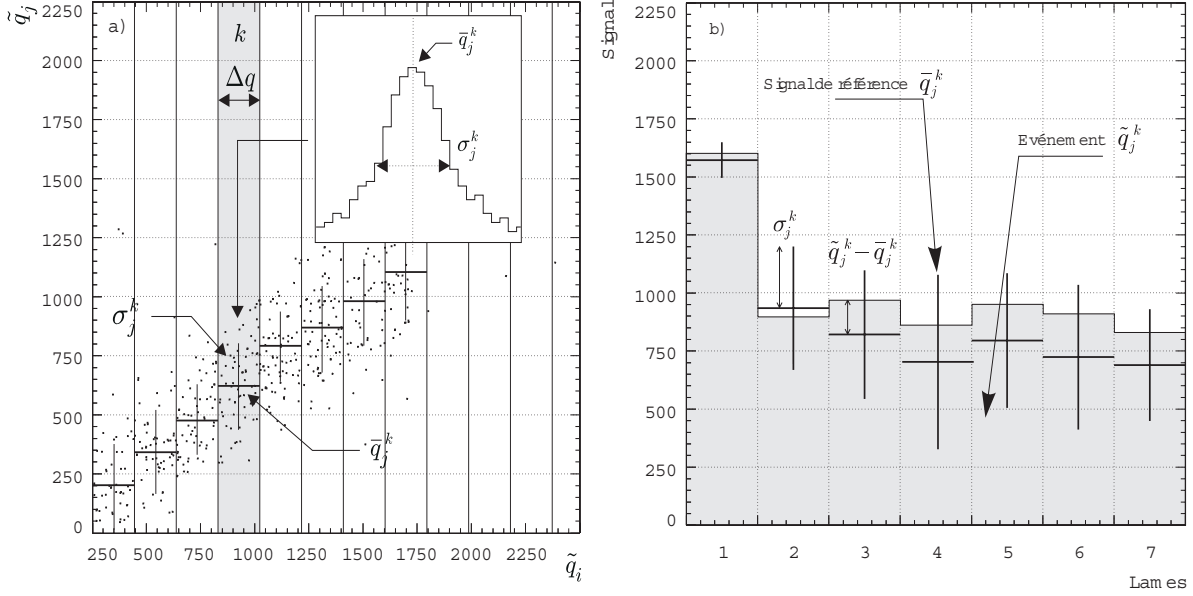 q̃_j
a)
k
Δq
q̄_j^k
σ_j^k
σ_j^k
q̄_j^k
2250
2000
1750
1500
1250
1000
750
500
250
0
250 500 750 1000 1250 1500 1750 2000 2250
q̃_i
Signal
b)
Signal de référence q̄_j^k
Evénement q̃_j^k
σ_j^k
q̃_j^k − q̄_j^k
2250
2000
1750
1500
1250
1000
750
500
250
0
1 2 3 4 5 6 7
Lames